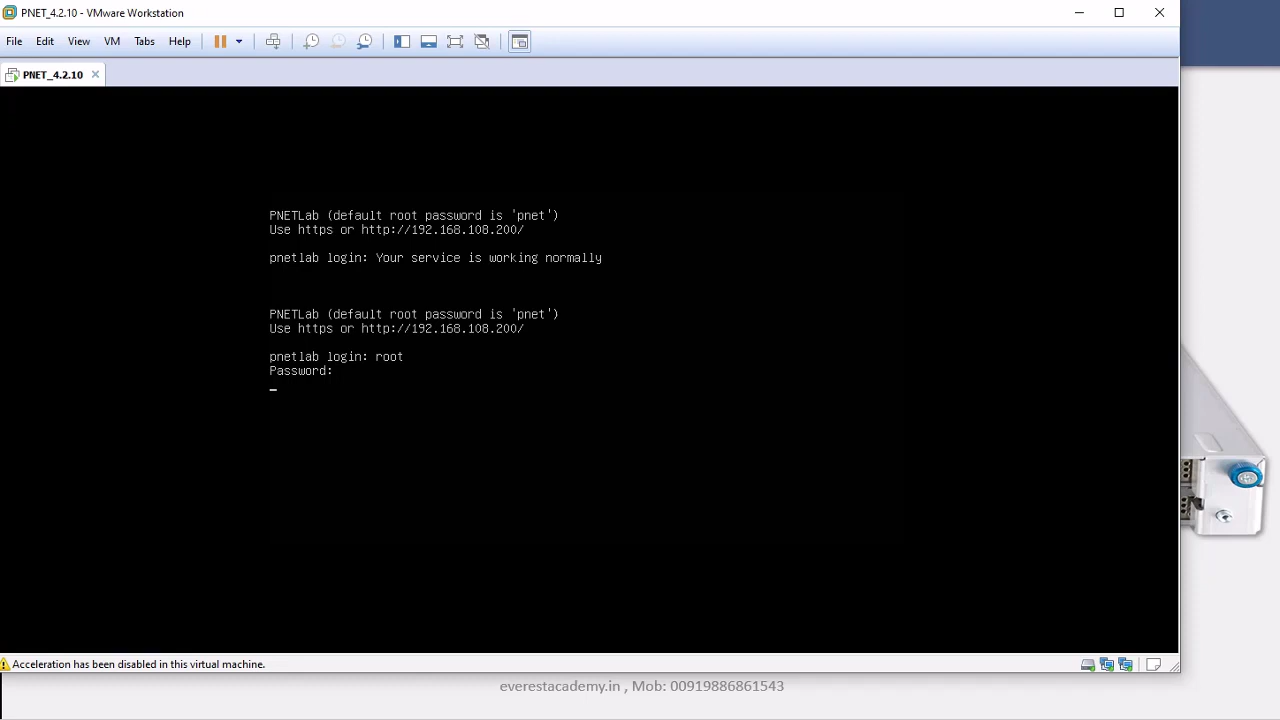 PNET_4.2.10 - VMware Workstation
File Edit View VM Tabs Help
PNET_4.2.10
PNETLab (default root password is 'pnet')
Use https or http://192.168.108.200/
pnetlab login: Your service is working normally
PNETLab (default root password is 'pnet')
Use https or http://192.168.108.200/
pnetlab login: root
Password:
Acceleration has been disabled in this virtual machine.
everestacademy.in , Mob: 00919886861543